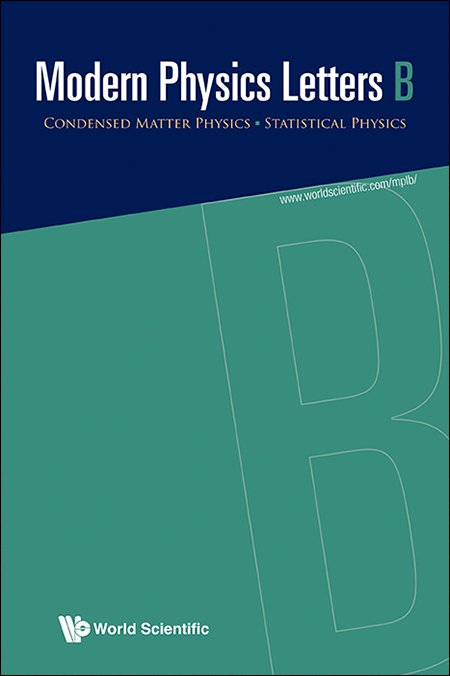 Modern Physics Letters B
CONDENSED MATTER PHYSICS ▪ STATISTICAL PHYSICS
www.worldscientific.com/mplb/
B
World Scientific